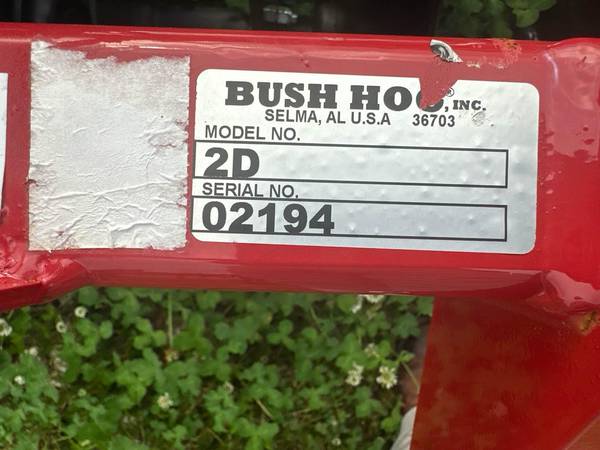 BUSH HOG®, INC.
SELMA, AL U.S.A 36703
MODEL NO.
2D
SERIAL NO.
02194